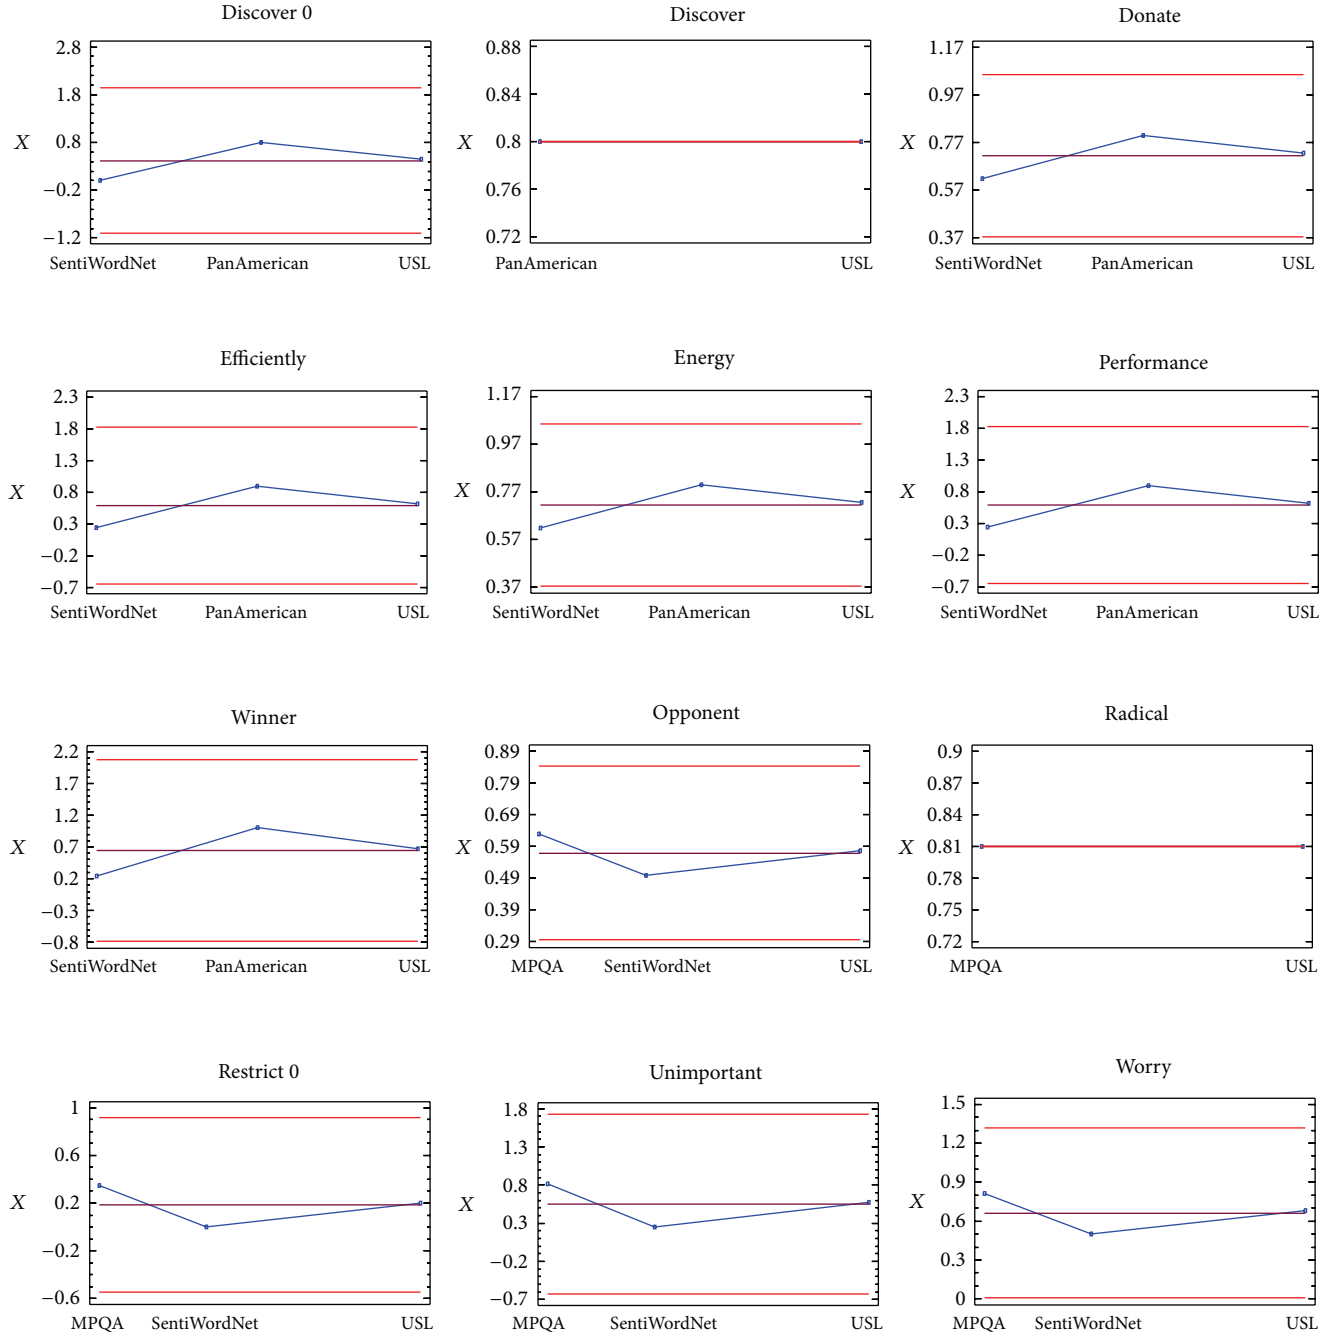 Discover 0
2.8
1.8
X
0.8
−0.2
−1.2
SentiWordNet PanAmerican USL
Discover
0.88
0.84
X
0.8
0.76
0.72
PanAmerican USL
Donate
1.17
0.97
X
0.77
0.57
0.37
SentiWordNet PanAmerican USL
Efficiently
2.3
1.8
1.3
X
0.8
0.3
−0.2
−0.7
SentiWordNet PanAmerican USL
Energy
1.17
0.97
X
0.77
0.57
0.37
SentiWordNet PanAmerican USL
Performance
2.3
1.8
1.3
X
0.8
0.3
−0.2
−0.7
SentiWordNet PanAmerican USL
Winner
2.2
1.7
1.2
X
0.7
0.2
−0.3
−0.8
SentiWordNet PanAmerican USL
Opponent
0.89
0.79
0.69
X
0.59
0.49
0.39
0.29
MPQA SentiWordNet USL
Radical
0.9
0.87
0.84
X
0.81
0.78
0.75
0.72
MPQA USL
Restrict 0
1
0.6
X
0.2
−0.2
−0.6
MPQA SentiWordNet USL
Unimportant
1.8
1.3
X
0.8
0.3
−0.2
−0.7
MPQA SentiWordNet USL
Worry
1.5
1.2
X
0.9
0.6
0.3
0
MPQA SentiWordNet USL